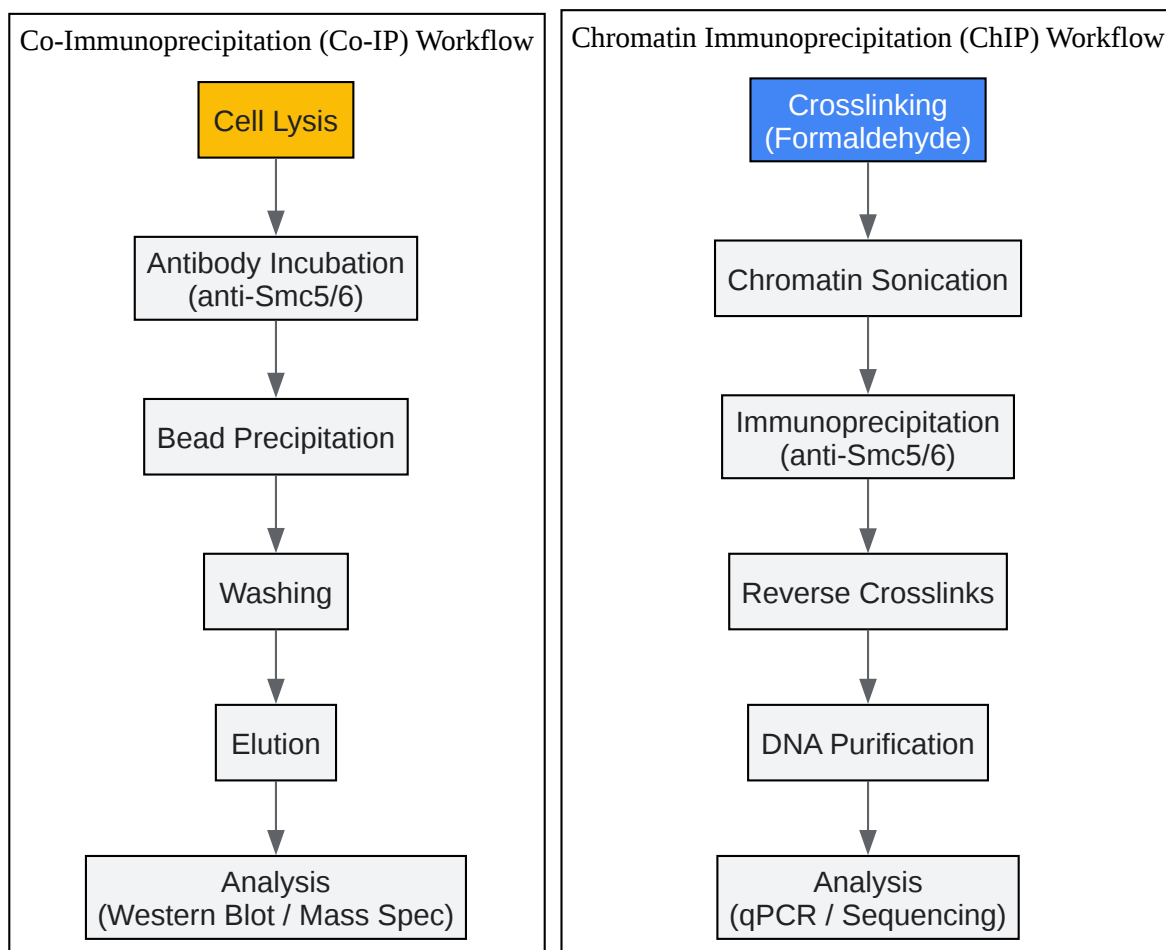 Co-Immunoprecipitation (Co-IP) Workflow
Cell Lysis
Antibody Incubation
(anti-Smc5/6)
Bead Precipitation
Washing
Elution
Analysis
(Western Blot / Mass Spec)
Chromatin Immunoprecipitation (ChIP) Workflow
Crosslinking
(Formaldehyde)
Chromatin Sonication
Immunoprecipitation
(anti-Smc5/6)
Reverse Crosslinks
DNA Purification
Analysis
(qPCR / Sequencing)